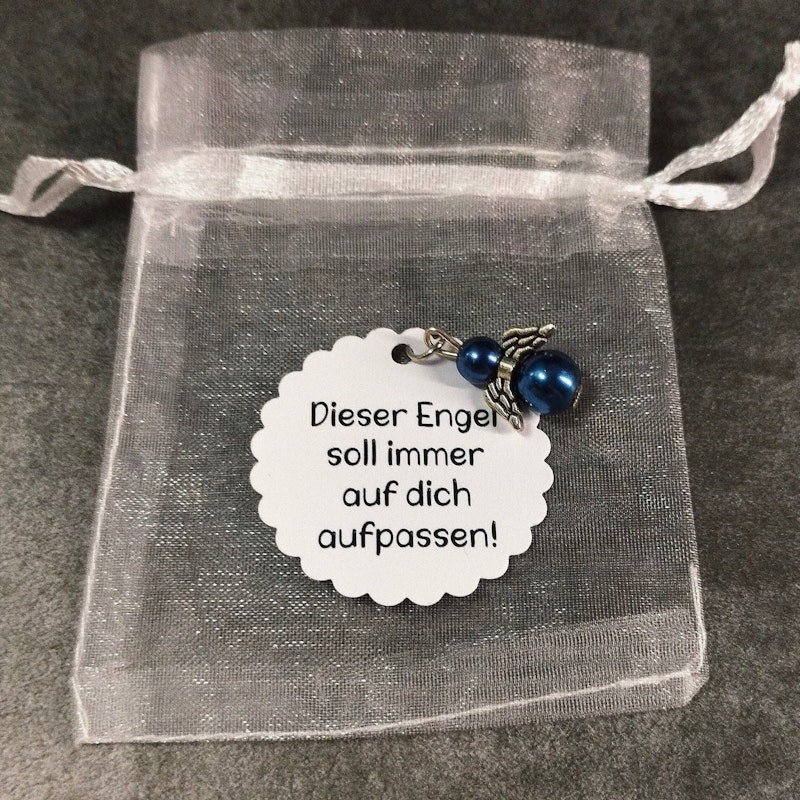 Dieser Engel
soll immer
auf dich
aufpassen!